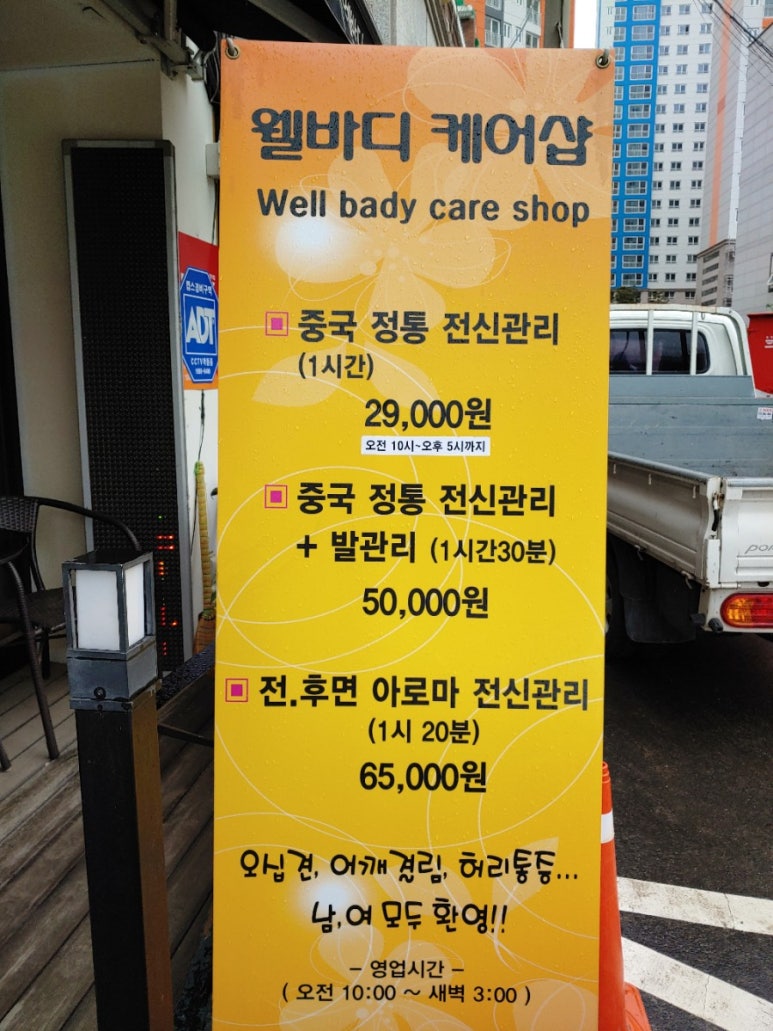 웰바디 케어샵
Well bady care shop
중국 정통 전신관리
(1시간)
29,000원
오전 10시~오후 5시까지
중국 정통 전신관리
+ 발관리 (1시간30분)
50,000원
전.후면 아로마 전신관리
(1시 20분)
65,000원
오십견, 어깨결림, 허리통증...
남,여 모두 환영!!
- 영업시간 -
( 오전 10:00 ~ 새벽 3:00 )
ADT